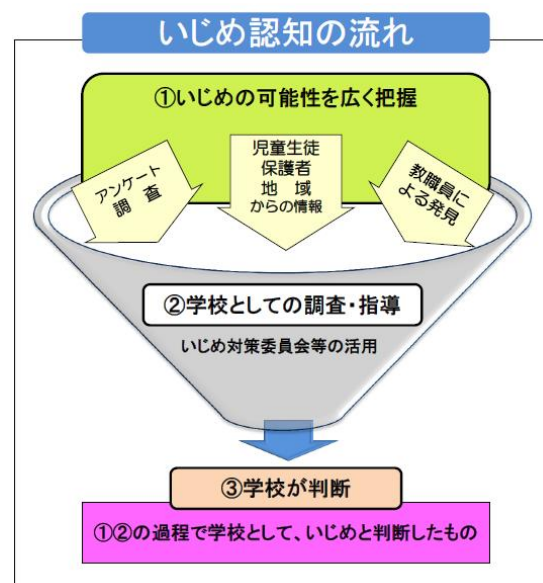 いじめ認知の流れ
①いじめの可能性を広く把握
アンケート
調 査
児童生徒
保護者
地 域
からの情報
教職員に
よる発見
②学校としての調査・指導
いじめ対策委員会等の活用
③学校が判断
①②の過程で学校として、いじめと判断したもの